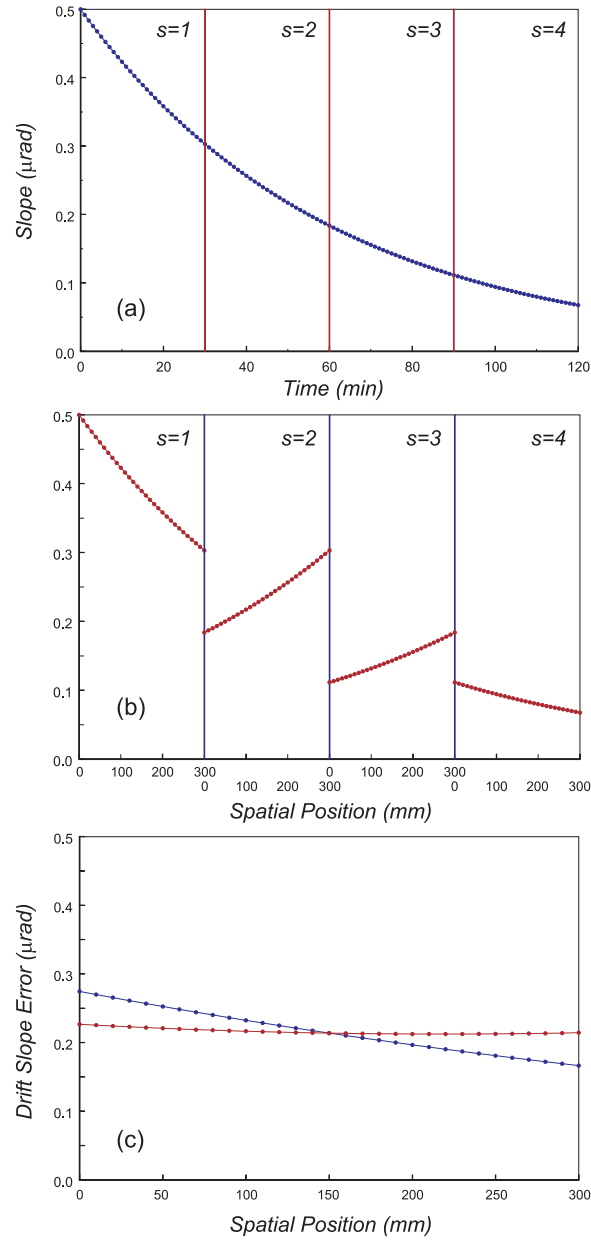 0.5
s=1 s=2 s=3 s=4
0.4
0.3
0.2
0.1
0.0
Slope (μrad)
(a)
0 20 40 60 80 100 120
Time (min)
0.5
s=1 s=2 s=3 s=4
0.4
0.3
0.2
0.1
0.0
(b)
0 100 200 300 100 200 0 100 200 300 100 200 300
0 300 0
Spatial Position (mm)
0.5
0.4
0.3
0.2
0.1
0.0
Drift Slope Error (μrad)
(c)
0 50 100 150 200 250 300
Spatial Position (mm)